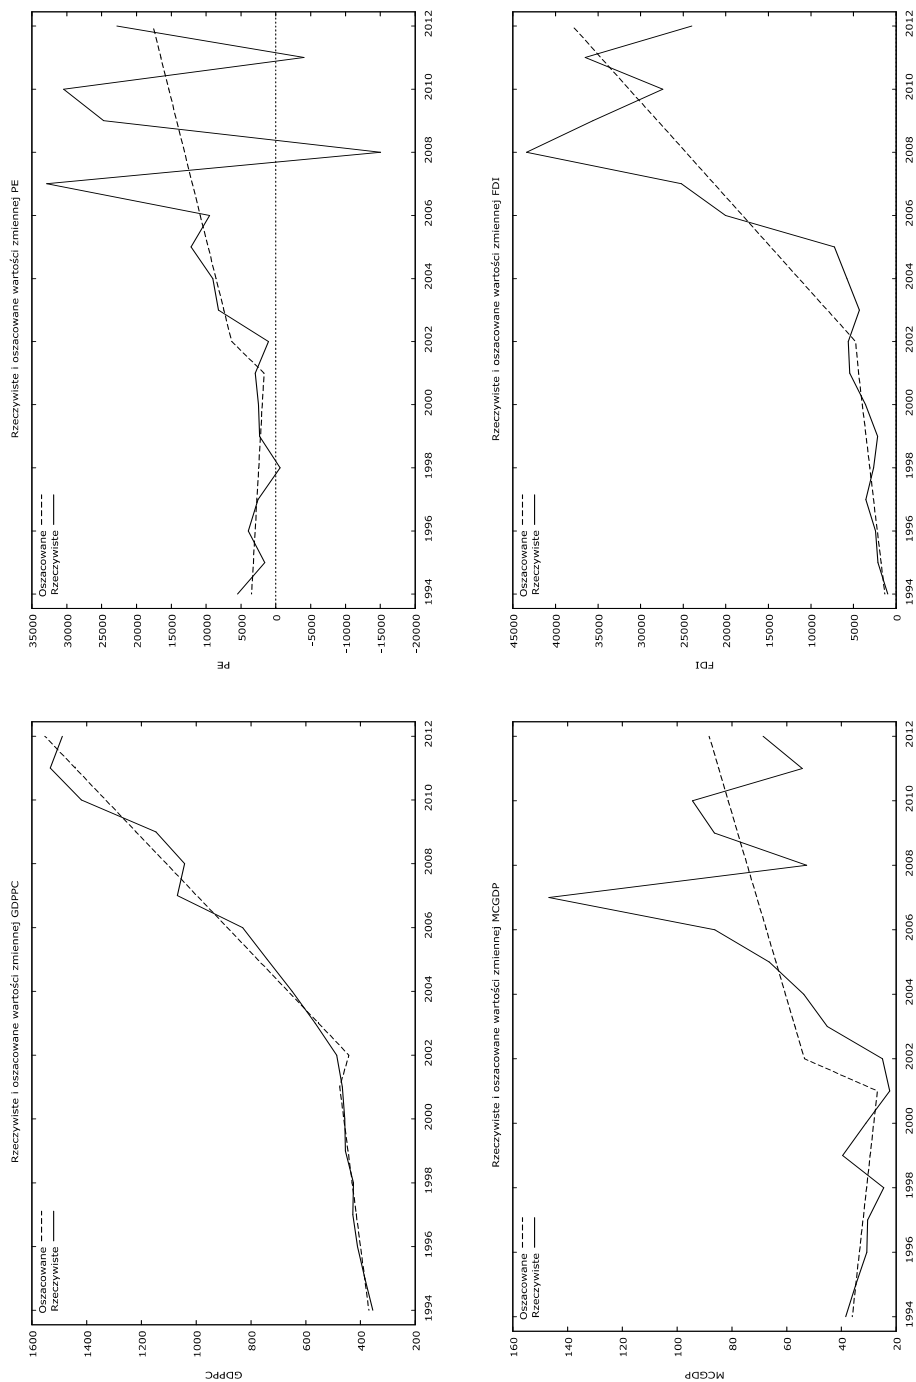 Rzeczywiste i oszacowane wartości zmiennej GDPPC
Oszacowane
Rzeczywiste
GDPPC
1600
1400
1200
1000
800
600
400
200
1994 1996 1998 2000 2002 2004 2006 2008 2010 2012
Rzeczywiste i oszacowane wartości zmiennej PE
Oszacowane
Rzeczywiste
PE
35000
30000
25000
20000
15000
10000
5000
0
-5000
-10000
-15000
-20000
1994 1996 1998 2000 2002 2004 2006 2008 2010 2012
Rzeczywiste i oszacowane wartości zmiennej MCGDP
Oszacowane
Rzeczywiste
MCGDP
160
140
120
100
80
60
40
20
1994 1996 1998 2000 2002 2004 2006 2008 2010 2012
Rzeczywiste i oszacowane wartości zmiennej FDI
Oszacowane
Rzeczywiste
FDI
45000
40000
35000
30000
25000
20000
15000
10000
5000
0
1994 1996 1998 2000 2002 2004 2006 2008 2010 2012